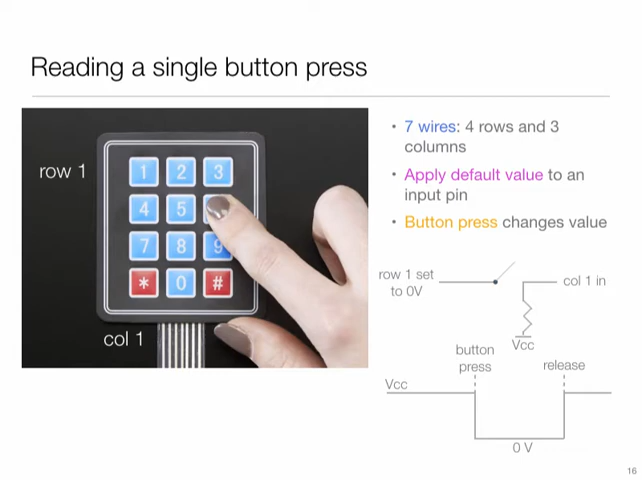 Reading a single button press
row 1
1 2 3
4 5
7 8 9
* 0 #
col 1
• 7 wires: 4 rows and 3
columns
• Apply default value to an
input pin
• Button press changes value
row 1 set
to 0V
col 1 in
Vcc
button
press
release
Vcc
0 V
16